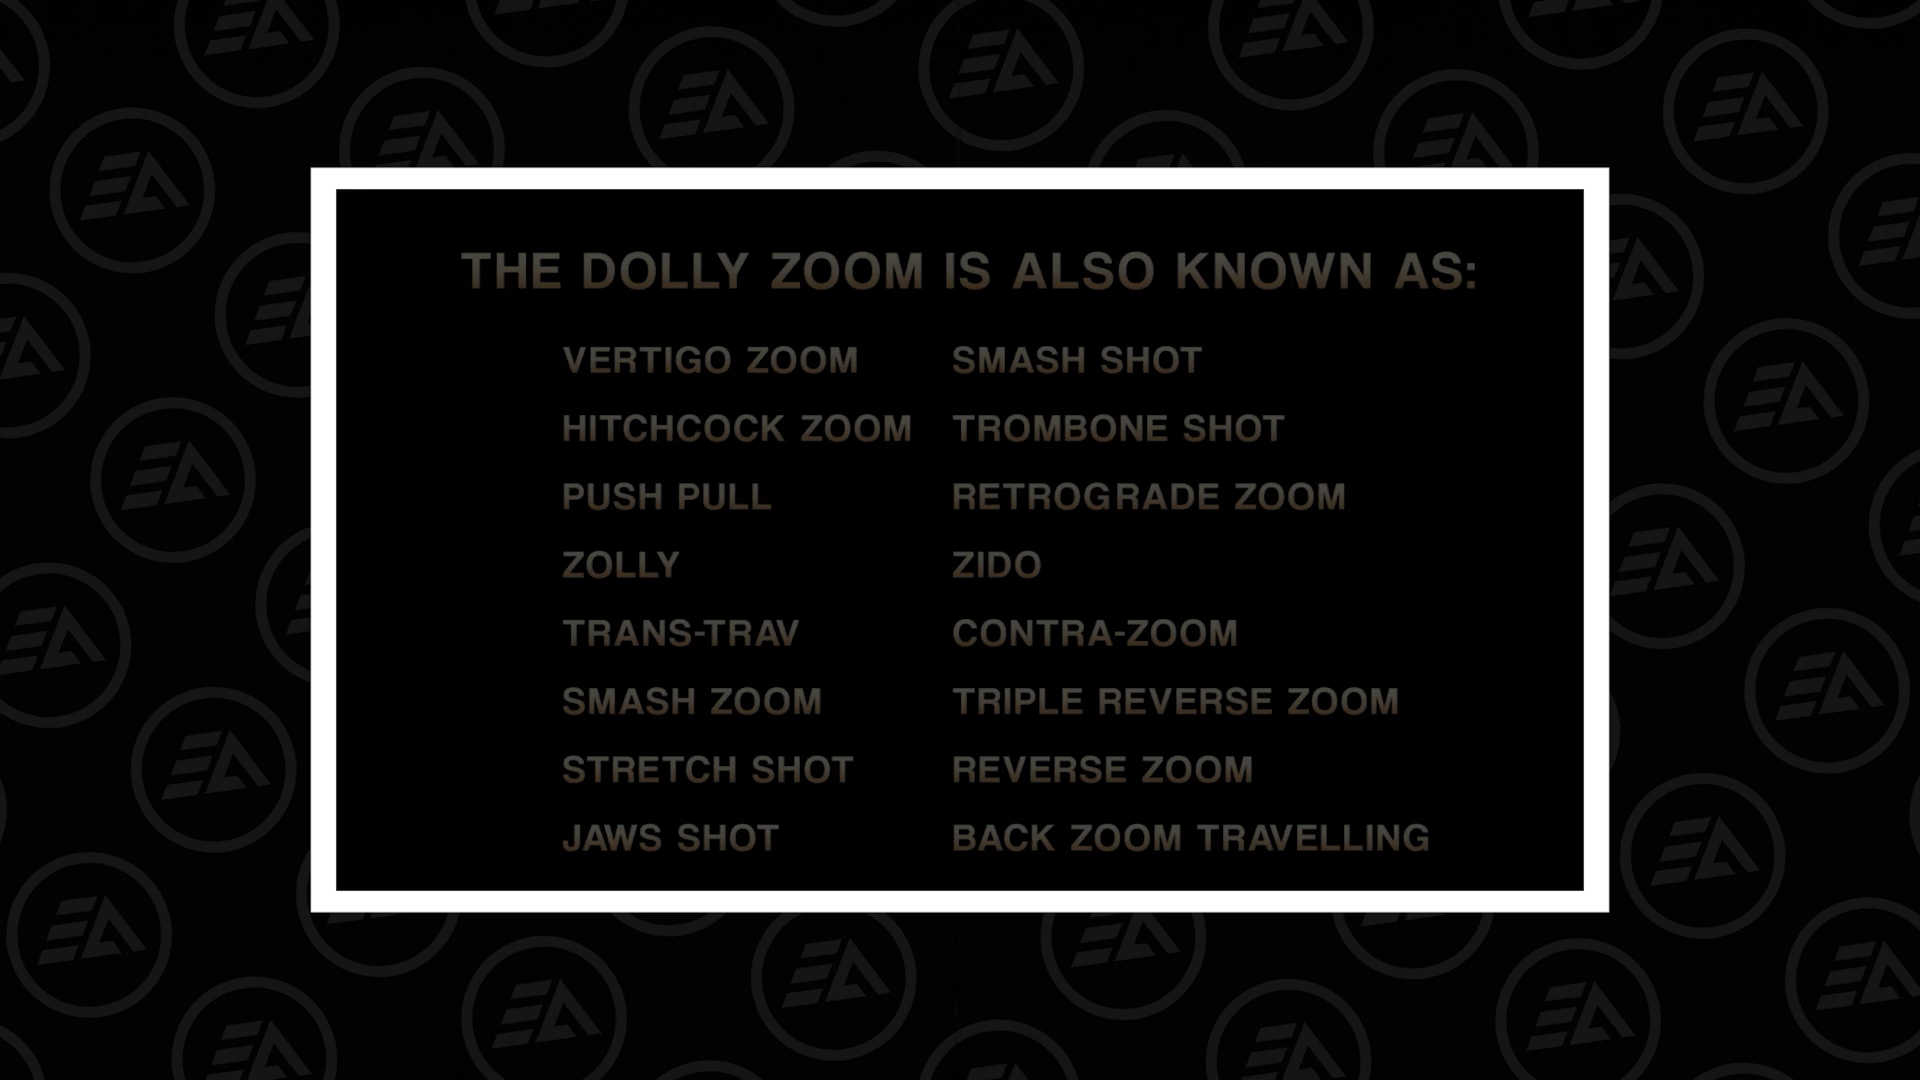 THE DOLLY ZOOM IS ALSO KNOWN AS:
VERTIGO ZOOM
HITCHCOCK ZOOM
PUSH PULL
ZOLLY
TRANS-TRAV
SMASH ZOOM
STRETCH SHOT
JAWS SHOT
SMASH SHOT
TROMBONE SHOT
RETROGRADE ZOOM
ZIDO
CONTRA-ZOOM
TRIPLE REVERSE ZOOM
REVERSE ZOOM
BACK ZOOM TRAVELLING